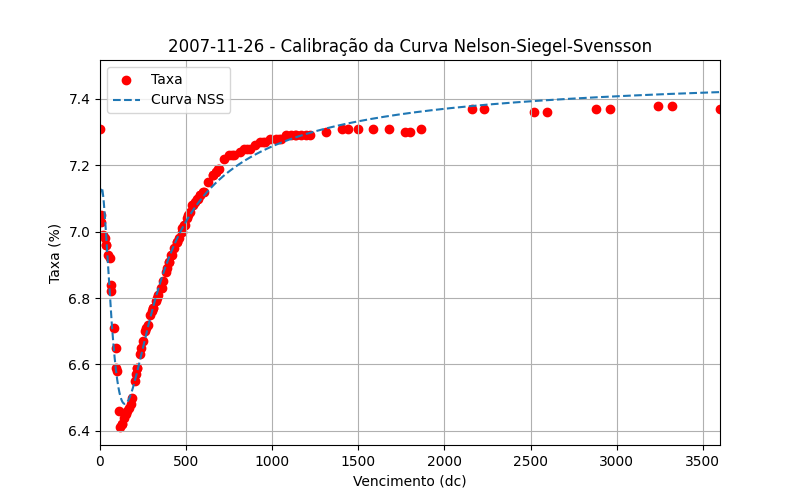 2007-11-26 - Calibração da Curva Nelson-Siegel-Svensson
Taxa
Curva NSS
Taxa (%)
7.4
7.2
7.0
6.8
6.6
6.4
0 500 1000 1500 2000 2500 3000 3500
Vencimento (dc)